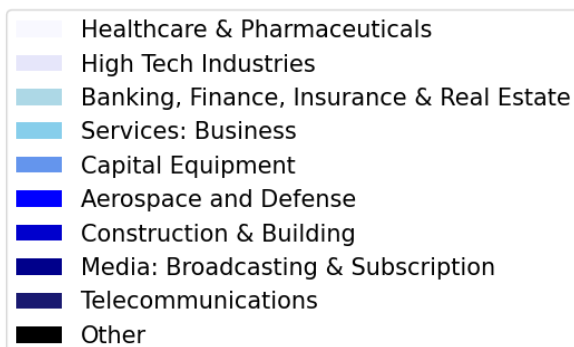 Healthcare & Pharmaceuticals
High Tech Industries
Banking, Finance, Insurance & Real Estate
Services: Business
Capital Equipment
Aerospace and Defense
Construction & Building
Media: Broadcasting & Subscription
Telecommunications
Other